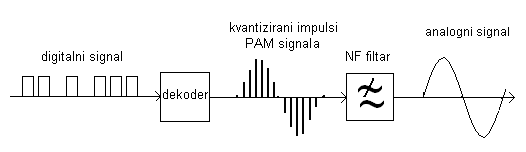 digitalni signal
dekoder
kvantizirani impulsi
PAM signala
NF filtar
analogni signal